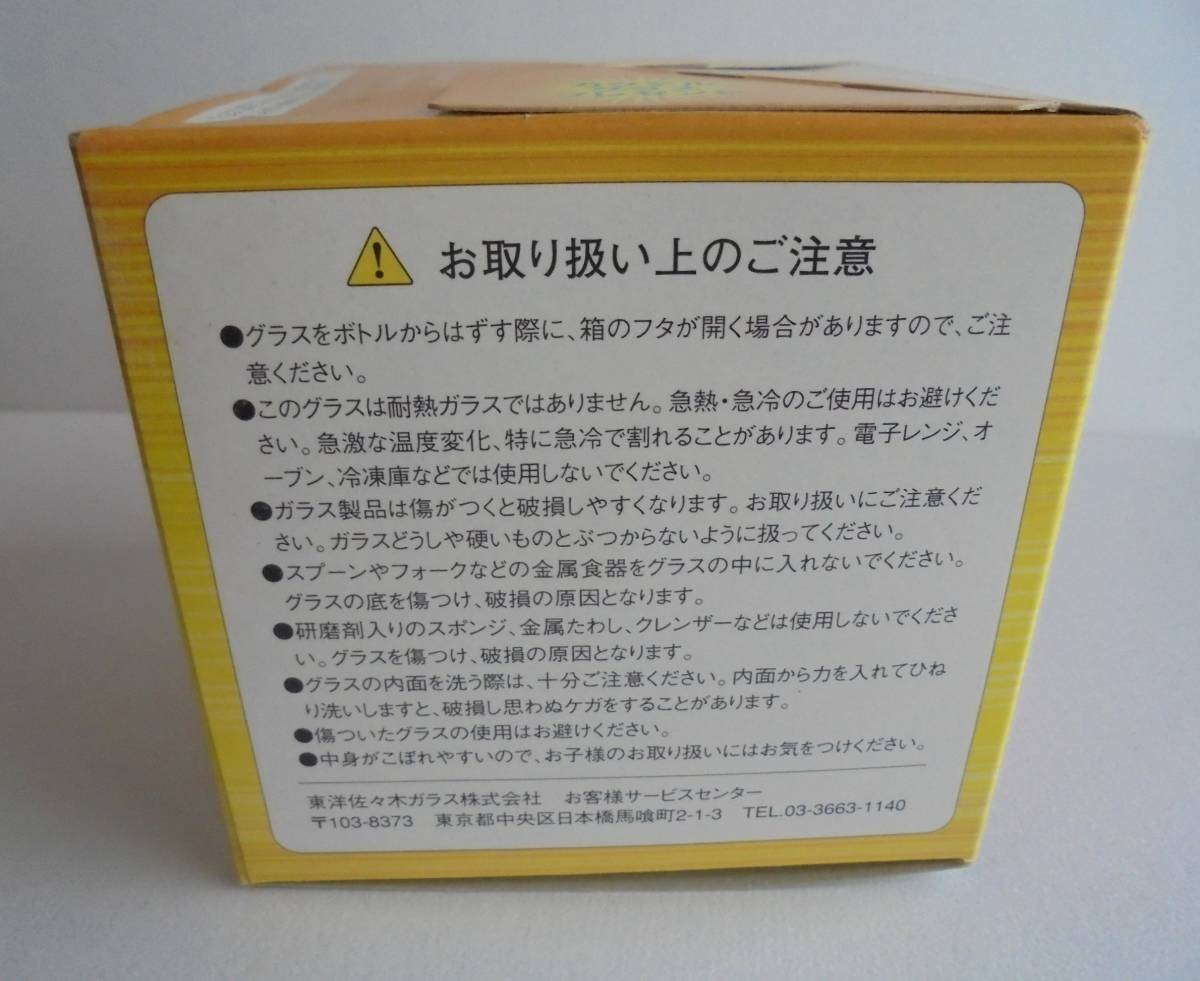 お取り扱い上のご注意
●グラスをボトルからはずす際に、箱のフタが開く場合がありますので、ご注
意ください。
●このグラスは耐熱ガラスではありません。急熱・急冷のご使用はお避けくだ
さい。急激な温度変化、特に急冷で割れることがあります。電子レンジ、オ
ーブン、冷凍庫などでは使用しないでください。
●ガラス製品は傷がつくと破損しやすくなります。お取り扱いにご注意くだ
さい。ガラスどうしや硬いものとぶつからないように扱ってください。
●スプーンやフォークなどの金属食器をグラスの中に入れないでください。
グラスの底を傷つけ、破損の原因となります。
●研磨剤入りのスポンジ、金属たわし、クレンザーなどは使用しないでくださ
い。グラスを傷つけ、破損の原因となります。
●グラスの内面を洗う際は、十分ご注意ください。内面から力を入れてひね
り洗いしますと、破損し思わぬケガをすることがあります。
●傷ついたグラスの使用はお避けください。
●中身がこぼれやすいので、お子様のお取り扱いにはお気をつけください。
東洋佐々木ガラス株式会社 お客様サービスセンター
〒103-8373 東京都中央区日本橋馬喰町2-1-3 TEL.03-3663-1140